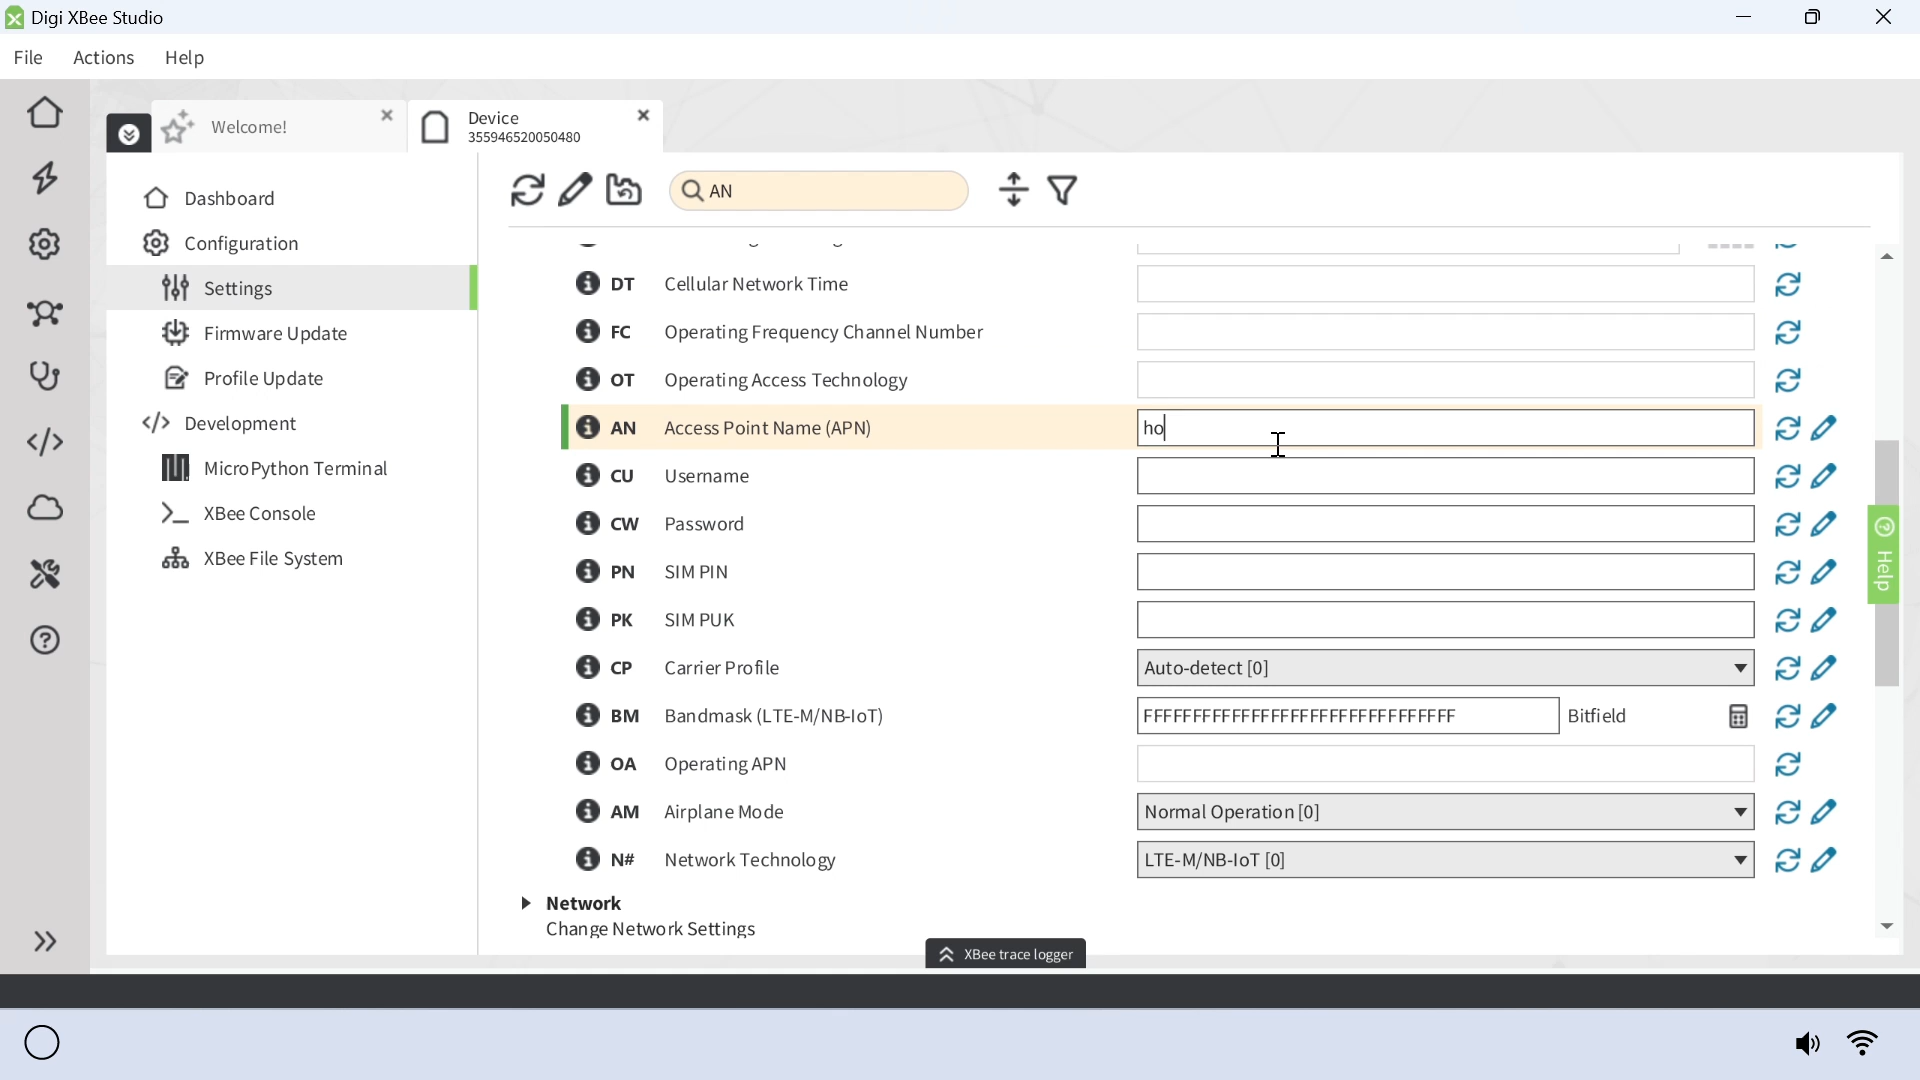 Digi XBee Studio
File Actions Help
Welcome!
Device
355946520050480
Dashboard
Configuration
Settings
Firmware Update
Profile Update
Development
MicroPython Terminal
XBee Console
XBee File System
AN
DT Cellular Network Time
FC Operating Frequency Channel Number
OT Operating Access Technology
AN Access Point Name (APN) ho
CU Username
CW Password
PN SIM PIN
PK SIM PUK
CP Carrier Profile Auto-detect [0]
BM Bandmask (LTE-M/NB-IoT) FFFFFFFFFFFFFFFFFFFFFFFFFFFFFFFF Bitfield
OA Operating APN
AM Airplane Mode Normal Operation [0]
N# Network Technology LTE-M/NB-IoT [0]
Network
Change Network Settings
XBee trace logger
Help